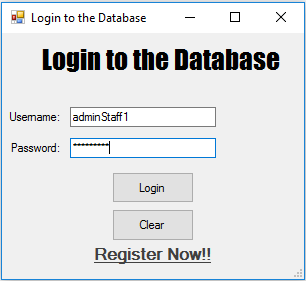 Login to the Database
Login to the Database
Username: adminStaff1
Password: *********
Login
Clear
Register Now!!